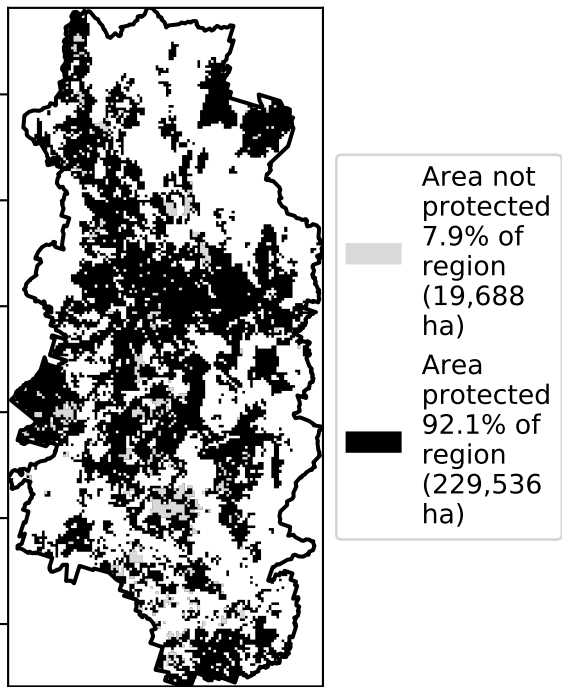 Area not
protected
7.9% of
region
(19,688
ha)
Area
protected
92.1% of
region
(229,536
ha)